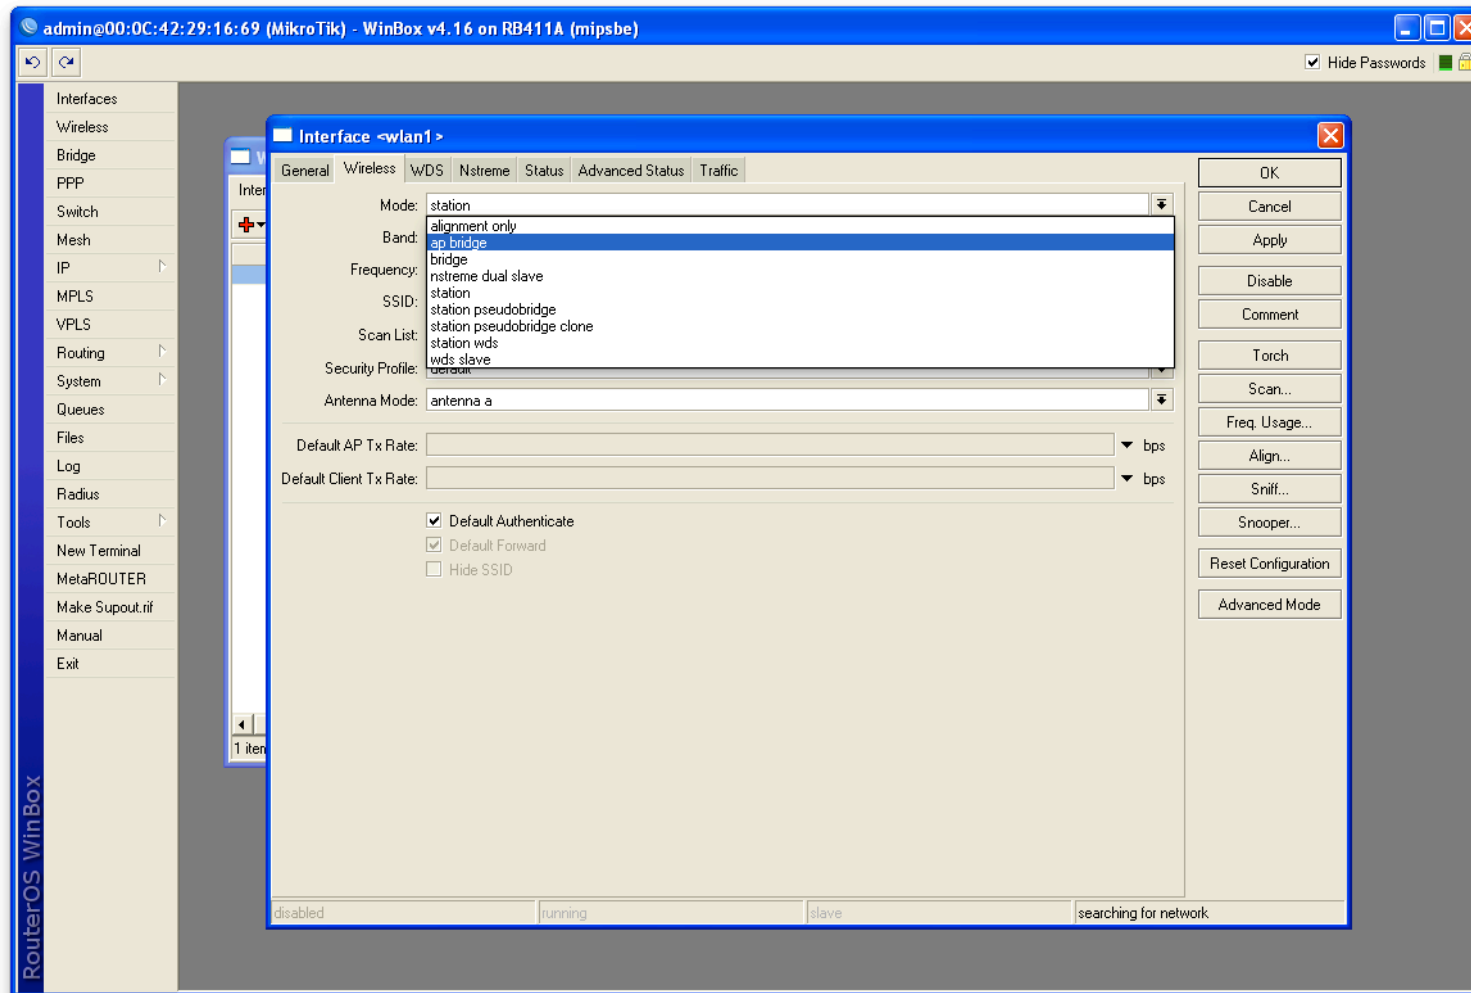 admin@00:0C:42:29:16:69 (MikroTik) - WinBox v4.16 on RB411A (mipsbe)
Hide Passwords
Interfaces
Wireless
Bridge
PPP
Switch
Mesh
IP
MPLS
VPLS
Routing
System
Queues
Files
Log
Radius
Tools
New Terminal
MetaROUTER
Make Supout.rif
Manual
Exit
RouterOS WinBox
Inter
1 iten
Interface <wlan1>
General Wireless WDS Nstreme Status Advanced Status Traffic
Mode: station
alignment only
Band:
ap bridge
bridge
Frequency:
nstreme dual slave
station
SSID:
station pseudobridge
station pseudobridge clone
Scan List:
station wds
wds slave
Security Profile: default
Antenna Mode: antenna a
Default AP Tx Rate: bps
Default Client Tx Rate: bps
Default Authenticate
Default Forward
Hide SSID
OK
Cancel
Apply
Disable
Comment
Torch
Scan...
Freq. Usage...
Align...
Sniff...
Snooper...
Reset Configuration
Advanced Mode
disabled running slave searching for network